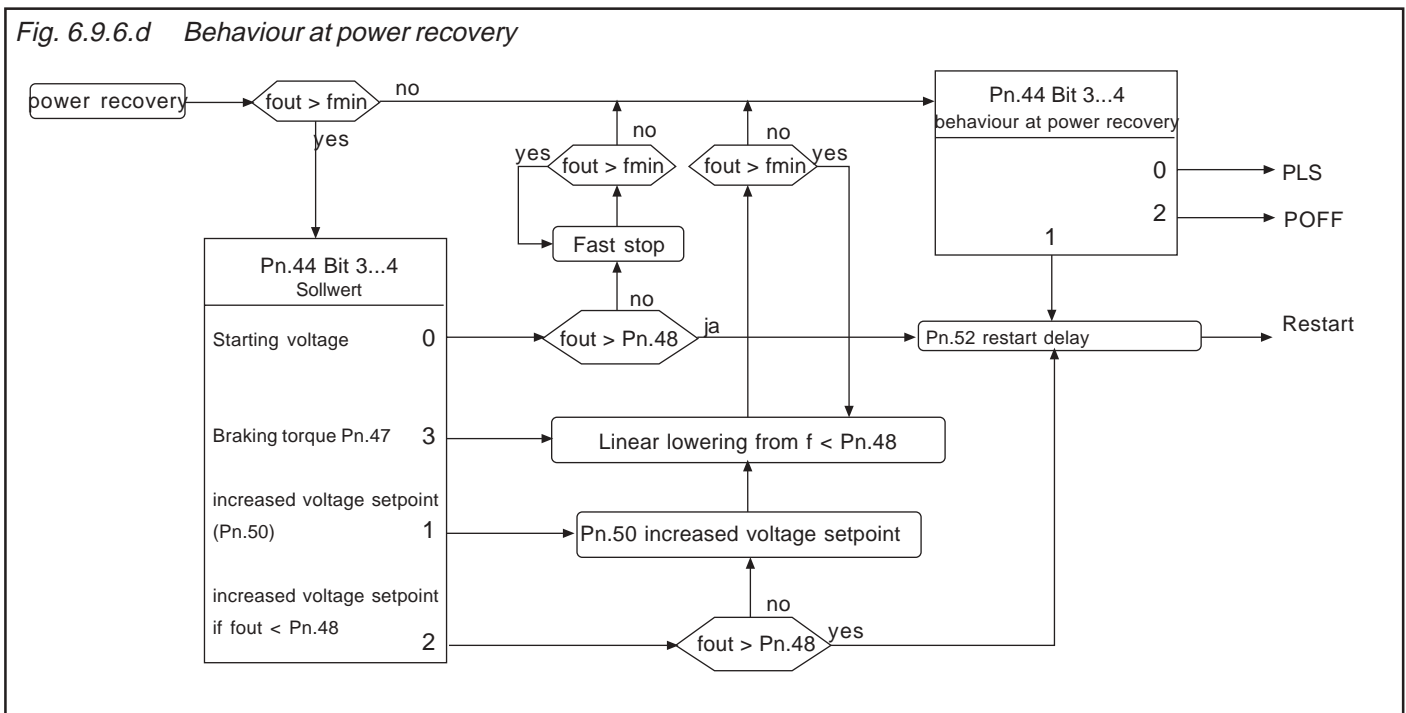 Fig. 6.9.6.d Behaviour at power recovery
power recovery
fout > fmin
no
yes
Pn.44 Bit 3...4
behaviour at power recovery
0
PLS
2
POFF
1
no
yes
fout > fmin
no
fout > fmin
yes
Fast stop
Pn.44 Bit 3...4
Sollwert
no
Starting voltage
0
fout > Pn.48
ja
Pn.52 restart delay
Restart
Braking torque Pn.47
3
Linear lowering from f < Pn.48
increased voltage setpoint
(Pn.50)
1
Pn.50 increased voltage setpoint
increased voltage setpoint
if fout < Pn.48
2
no
fout > Pn.48
yes